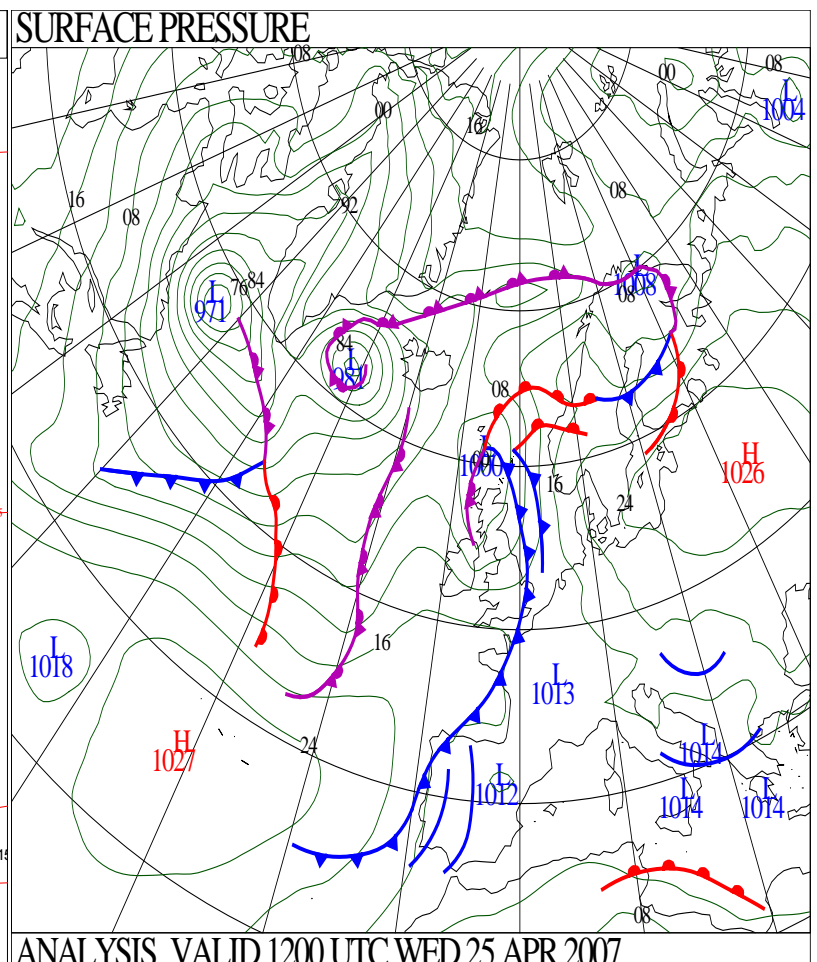 SURFACE PRESSURE
08
08
00
L
1004
00
16
16
08
92
08
L
1008
08
L
971
76
84
84
L
981
08
L
1000
H
1026
16
24
L
1018
16
L
1013
H
1027
24
L
1014
L
1012
L
1014
L
1014
08
ANALYSIS VALID 1200 UTC WED 25 APR 2007